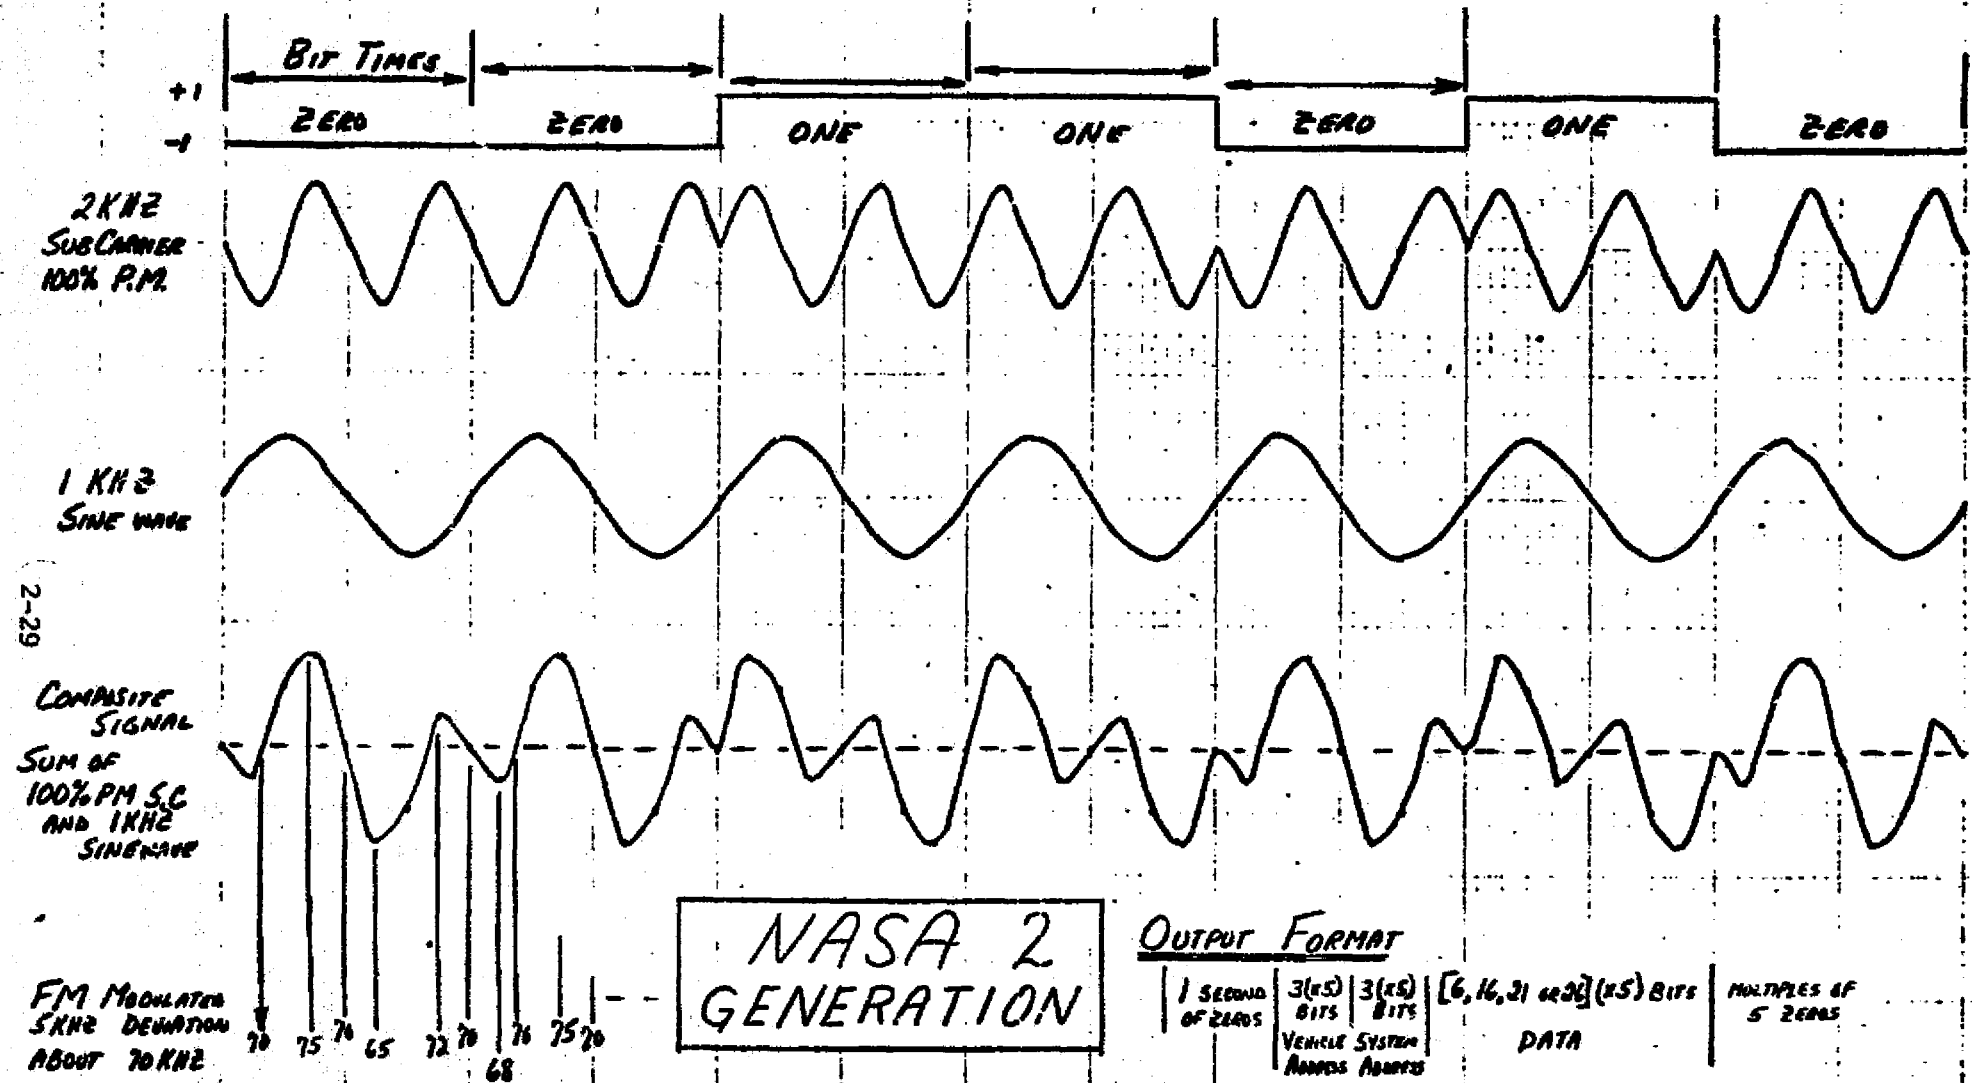 BIT TIMES
+1
-1
ZERO
ZERO
ONE
ONE
ZERO
ONE
ZERO
2KHZ
SUBCARRIER
100% P.M.
1 KHZ
SINE WAVE
2-29
COMPOSITE
SIGNAL
SUM OF
100% PM S.C
AND 1KHZ
SINEWAVE
FM MODULATED
5KHZ DEVIATION
ABOUT 70KHZ
70
75
70
65
72
70
68
75
70
NASA 2
GENERATION
OUTPUT FORMAT
1 SECOND
OF ZEROS
3(x5)
BITS
VEHICLE
ADDRESS
3(x5)
BITS
SYSTEM
ADDRESS
[6,16,21 OR 26](x5) BITS
DATA
MULTIPLES OF
5 ZEROS